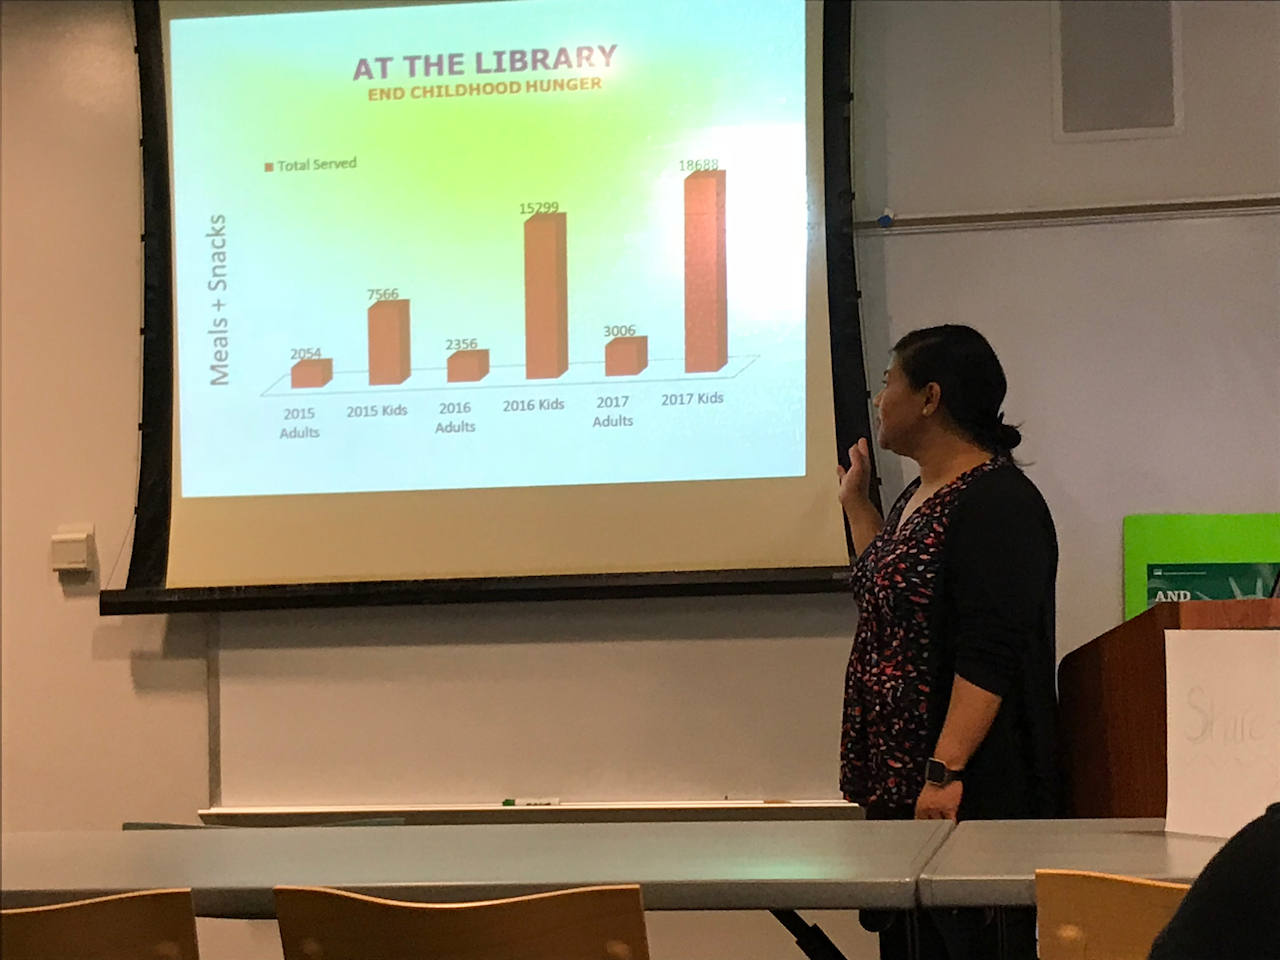 AT THE LIBRARY
END CHILDHOOD HUNGER
Total Served
Meals + Snacks
2054
7566
2356
15299
3006
18688
2015
Adults
2015 Kids
2016
Adults
2016 Kids
2017
Adults
2017 Kids
AND
Share